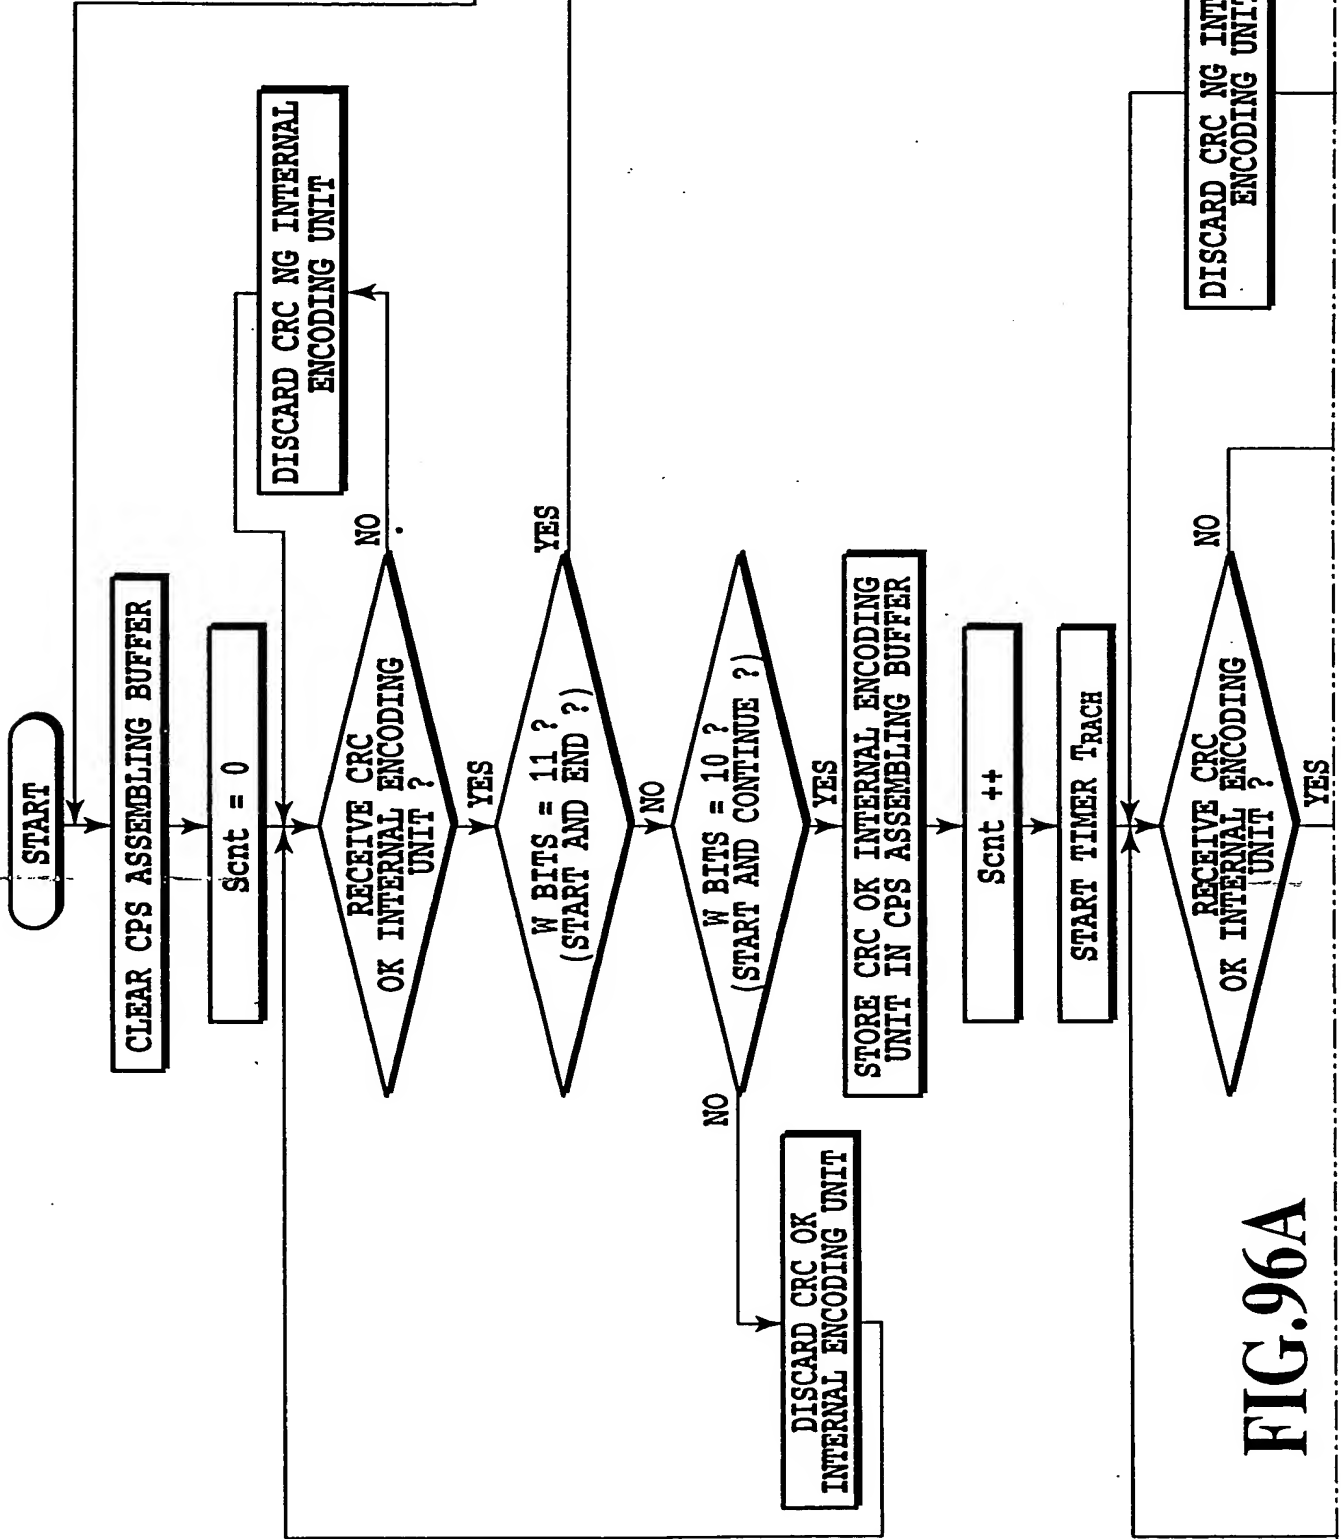 START
CLEAR CPS ASSEMBLING BUFFER
Scnt = 0
RECEIVE CRC
OK INTERNAL ENCODING
UNIT ?
NO
DISCARD CRC NG INTERNAL
ENCODING UNIT
YES
W BITS = 11 ?
(START AND END ?)
YES
NO
W BITS = 10 ?
(START AND CONTINUE ?)
NO
DISCARD CRC OK
INTERNAL ENCODING UNIT
YES
STORE CRC OK INTERNAL ENCODING
UNIT IN CPS ASSEMBLING BUFFER
Scnt ++
START TIMER TRACH
RECEIVE CRC
OK INTERNAL ENCODING
UNIT ?
NO
DISCARD CRC NG INT
ENCODING UNIT
YES
FIG.96A